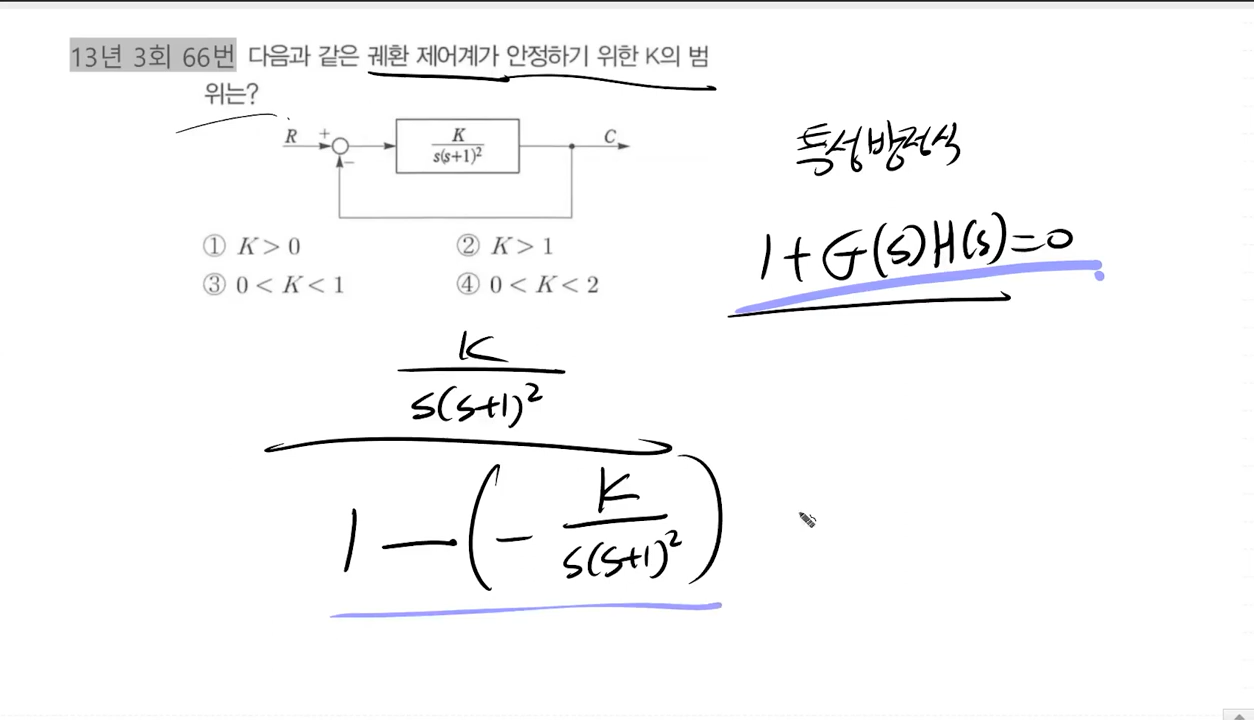 13년 3회 66번 다음과 같은 궤환 제어계가 안정하기 위한 K의 범
위는?
R + − K / s(s+1)² C
① K > 0 ② K > 1
③ 0 < K < 1 ④ 0 < K < 2
특성방정식
1 + G(s)H(s) = 0
K
s(s+1)²
1 − (− K / s(s+1)²)